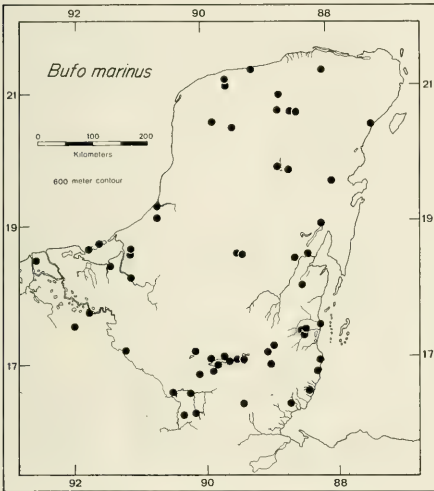 92 90 88
Bufo marinus
21 21
0 100 200
Kilometers
600 meter contour
19 19
17 17
92 90 88